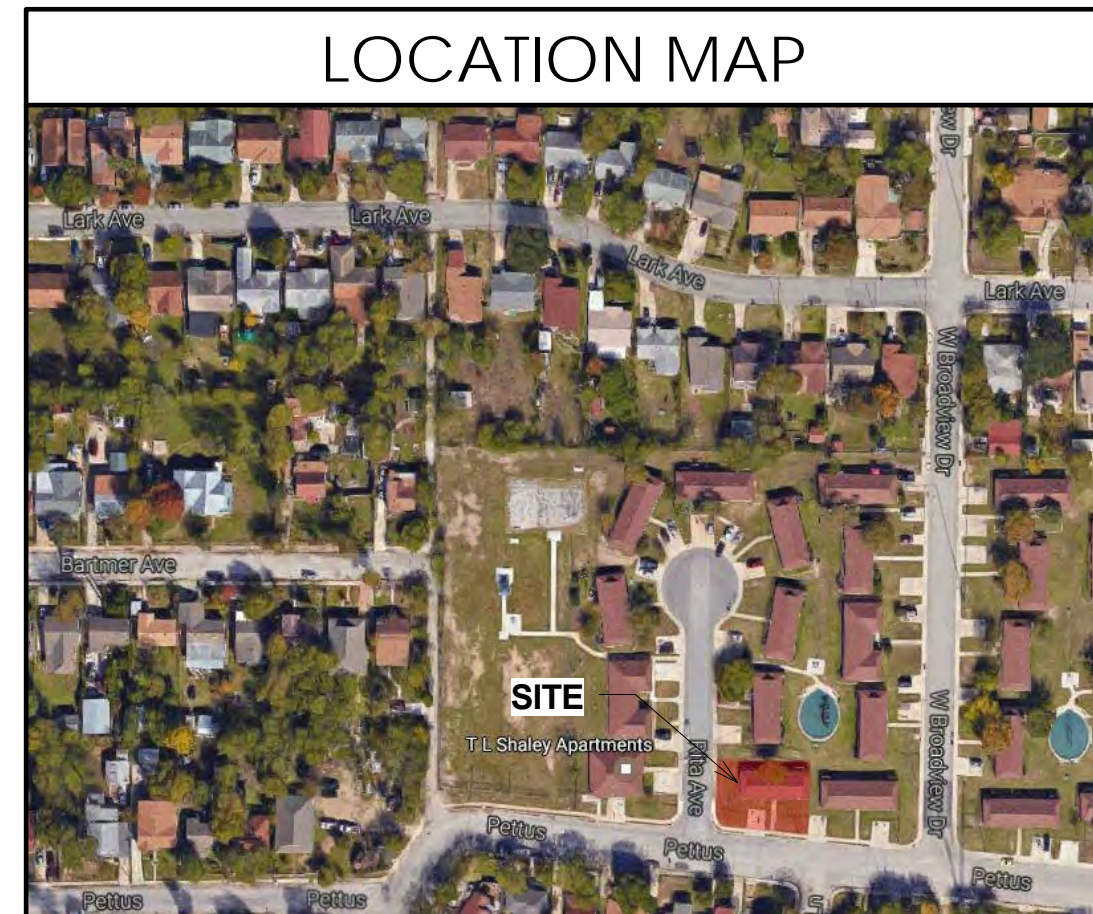 LOCATION MAP
Lark Ave
Lark Ave
Lark Ave
Lark Ave
W Broadview Dr
Bartmer Ave
SITE
T L Shaley Apartments
Rita Ave
W Broadview Dr
Pettus
Pettus
Pettus
Pettus
Pettus